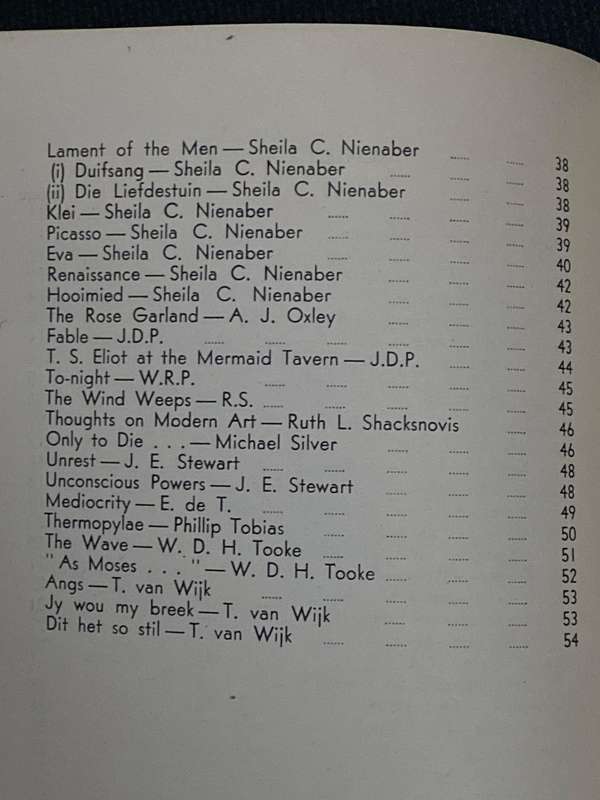 Lament of the Men — Sheila C. Nienaber ...... ...... 38
(i) Duifsang — Sheila C. Nienaber ...... ...... ...... 38
(ii) Die Liefdestuin — Sheila C. Nienaber ...... ...... 38
Klei — Sheila C. Nienaber ...... ...... ...... ...... 39
Picasso — Sheila C. Nienaber ...... ...... ...... ...... 39
Eva — Sheila C. Nienaber ...... ...... ...... ...... 40
Renaissance — Sheila C. Nienaber ...... ...... ...... 42
Hooimied — Sheila C. Nienaber ...... ...... ...... 42
The Rose Garland — A. J. Oxley ...... ...... ...... 43
Fable — J.D.P. ...... ...... ...... ...... ...... ...... 43
T. S. Eliot at the Mermaid Tavern — J.D.P. ...... ...... 44
To-night — W.R.P. ...... ...... ...... ...... ...... 45
The Wind Weeps — R.S. ...... ...... ...... ...... ...... 45
Thoughts on Modern Art — Ruth L. Shacksnovis ...... 46
Only to Die . . . — Michael Silver ...... ...... ...... 46
Unrest — J. E. Stewart ...... ...... ...... ...... ...... 48
Unconscious Powers — J. E. Stewart ...... ...... ...... 48
Mediocrity — E. de T. ...... ...... ...... ...... ...... 49
Thermopylae — Phillip Tobias ...... ...... ...... ...... 50
The Wave — W. D. H. Tooke ...... ...... ...... ...... 51
" As Moses . . . " — W. D. H. Tooke ...... ...... ...... 52
Angs — T. van Wijk ...... ...... ...... ...... ...... 53
Jy wou my breek — T. van Wijk ...... ...... ...... 53
Dit het so stil — T. van Wijk ...... ...... ...... ...... 54